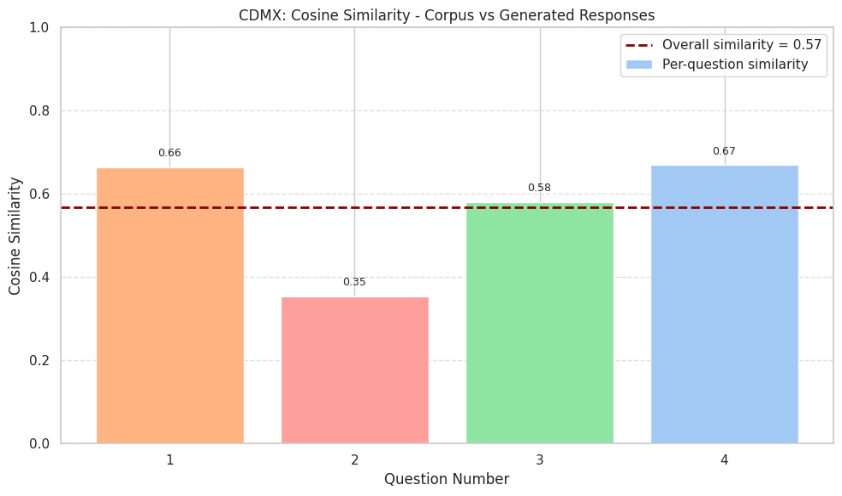 CDMX: Cosine Similarity - Corpus vs Generated Responses
1.0
0.8
0.6
0.4
0.2
0.0
Cosine Similarity
Overall similarity = 0.57
Per-question similarity
0.66
0.35
0.58
0.67
1
2
3
4
Question Number